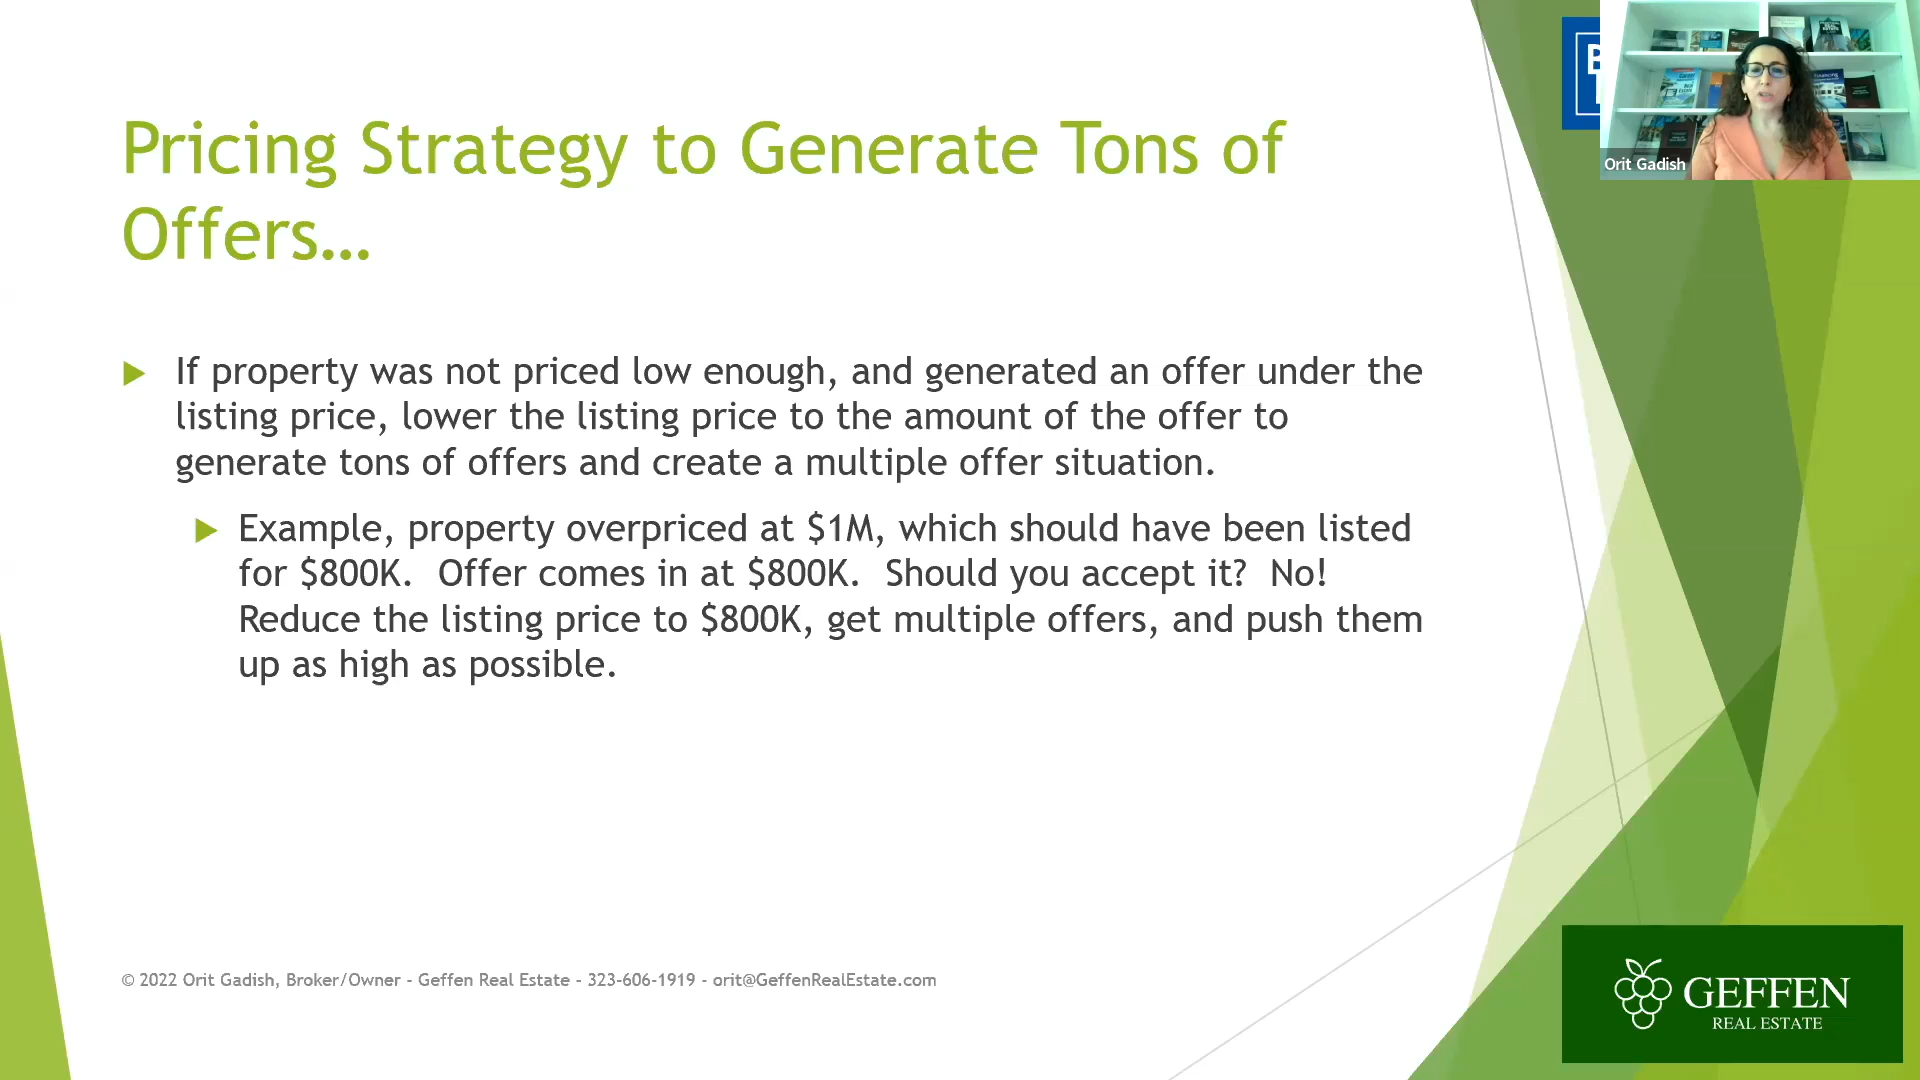 Pricing Strategy to Generate Tons of
Offers…
If property was not priced low enough, and generated an offer under the
listing price, lower the listing price to the amount of the offer to
generate tons of offers and create a multiple offer situation.
Example, property overpriced at $1M, which should have been listed
for $800K.  Offer comes in at $800K.  Should you accept it?  No!
Reduce the listing price to $800K, get multiple offers, and push them
up as high as possible.
© 2022 Orit Gadish, Broker/Owner - Geffen Real Estate - 323-606-1919 - orit@GeffenRealEstate.com
Orit Gadish
GEFFEN
REAL ESTATE